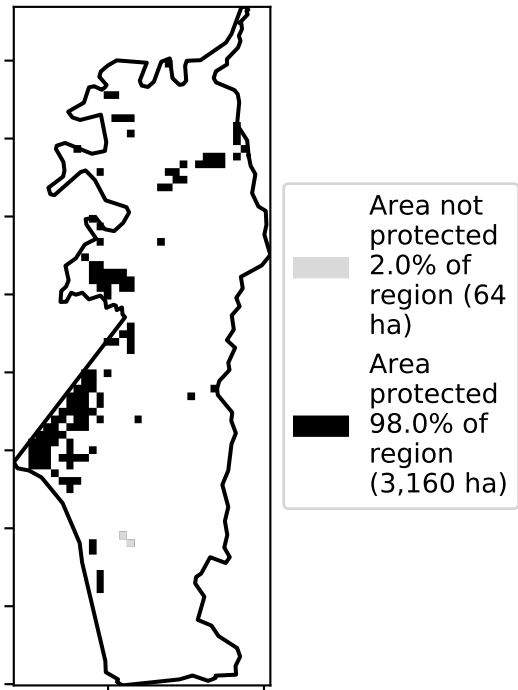 Area not
protected
2.0% of
region (64
ha)
Area
protected
98.0% of
region
(3,160 ha)